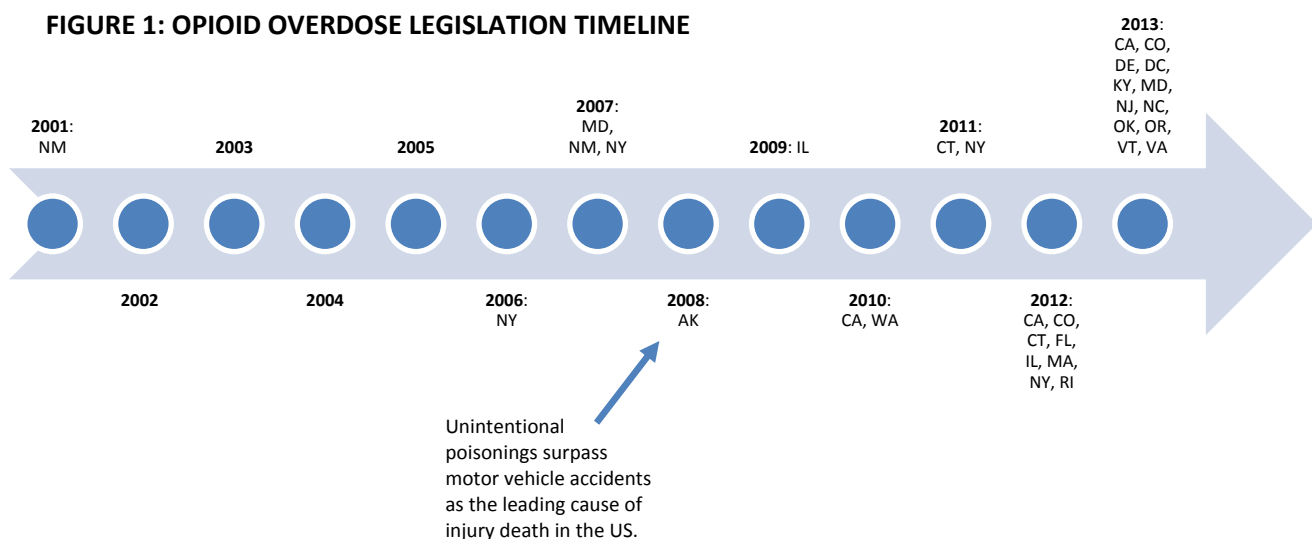 FIGURE 1: OPIOID OVERDOSE LEGISLATION TIMELINE
2001:
NM
2002
2003
2004
2005
2006:
NY
2007:
MD,
NM, NY
2008:
AK
2009: IL
2010:
CA, WA
2011:
CT, NY
2012:
CA, CO,
CT, FL,
IL, MA,
NY, RI
2013:
CA, CO,
DE, DC,
KY, MD,
NJ, NC,
OK, OR,
VT, VA
Unintentional
poisonings surpass
motor vehicle accidents
as the leading cause of
injury death in the US.